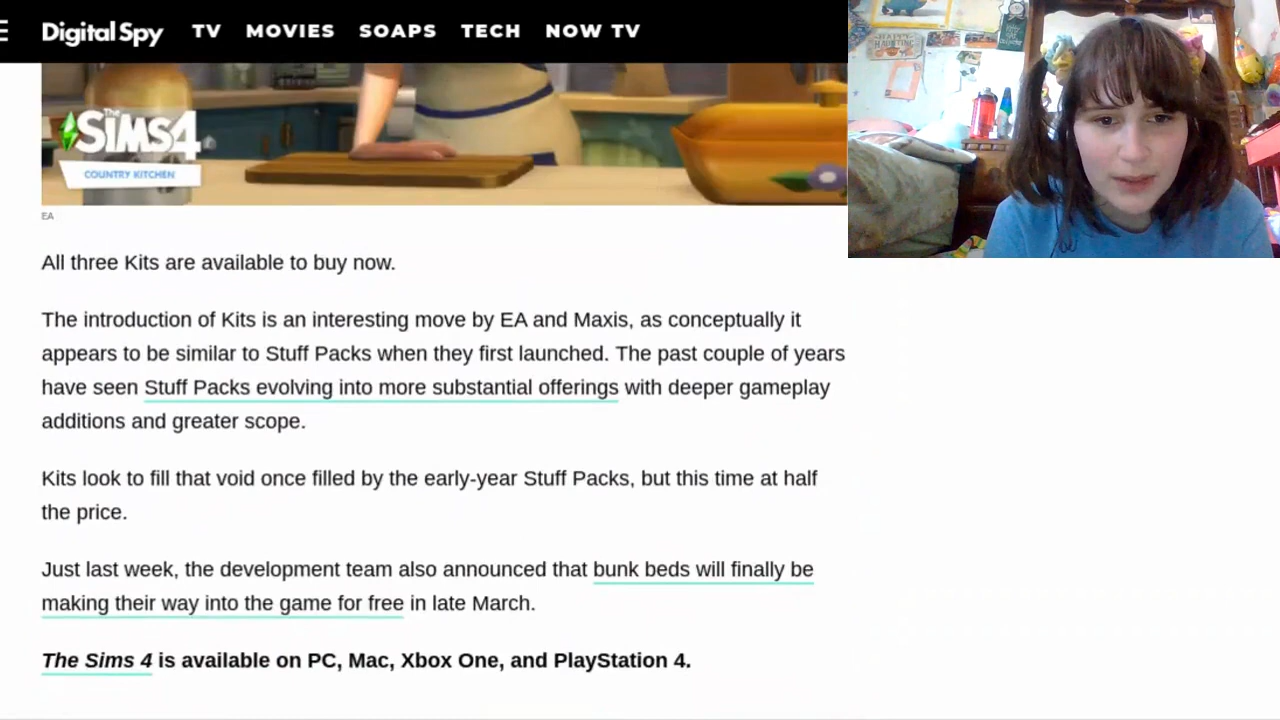 Digital Spy TV MOVIES SOAPS TECH NOW TV
The SIMS 4
COUNTRY KITCHEN
EA
All three Kits are available to buy now.
The introduction of Kits is an interesting move by EA and Maxis, as conceptually it
appears to be similar to Stuff Packs when they first launched. The past couple of years
have seen Stuff Packs evolving into more substantial offerings with deeper gameplay
additions and greater scope.
Kits look to fill that void once filled by the early-year Stuff Packs, but this time at half
the price.
Just last week, the development team also announced that bunk beds will finally be
making their way into the game for free in late March.
The Sims 4 is available on PC, Mac, Xbox One, and PlayStation 4.